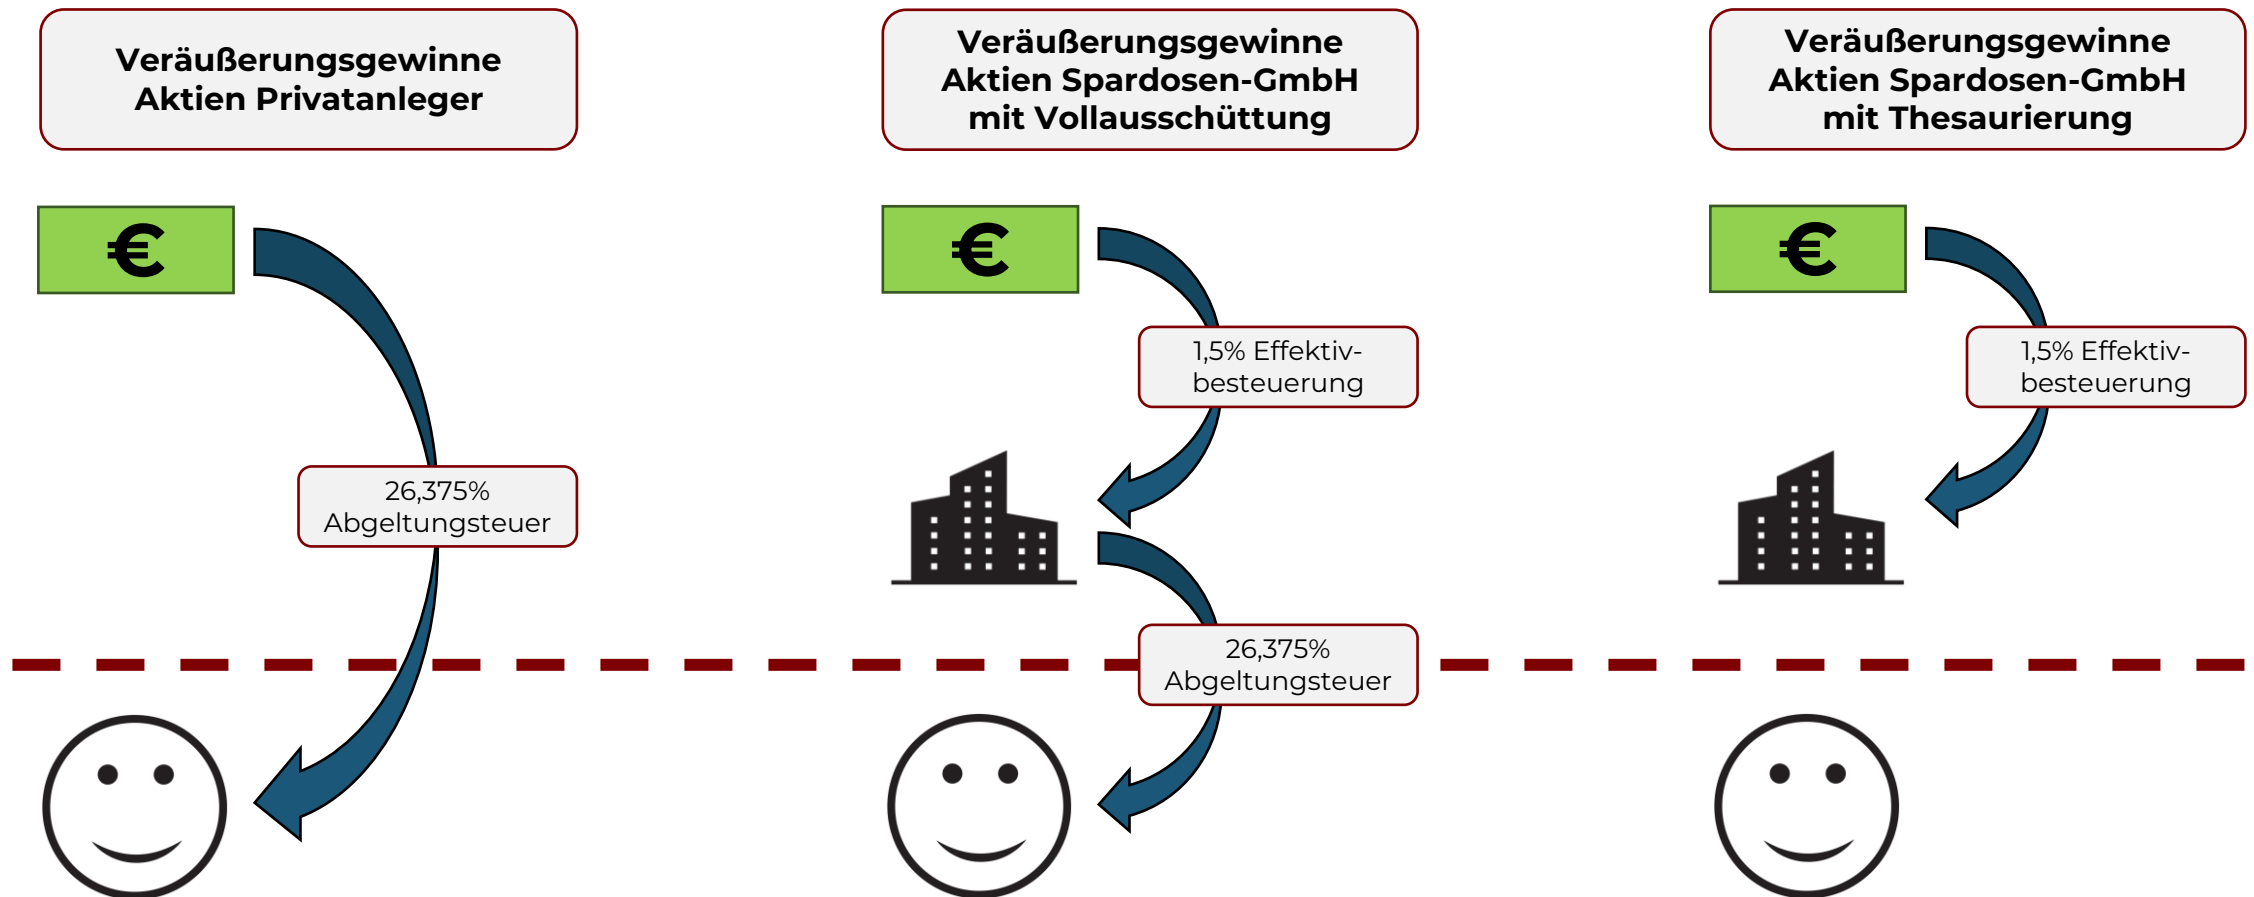 Veräußerungsgewinne
Aktien Privatanleger
Veräußerungsgewinne
Aktien Spardosen-GmbH
mit Vollausschüttung
Veräußerungsgewinne
Aktien Spardosen-GmbH
mit Thesaurierung
€
€
€
1,5% Effektiv-
besteuerung
1,5% Effektiv-
besteuerung
26,375%
Abgeltungsteuer
26,375%
Abgeltungsteuer